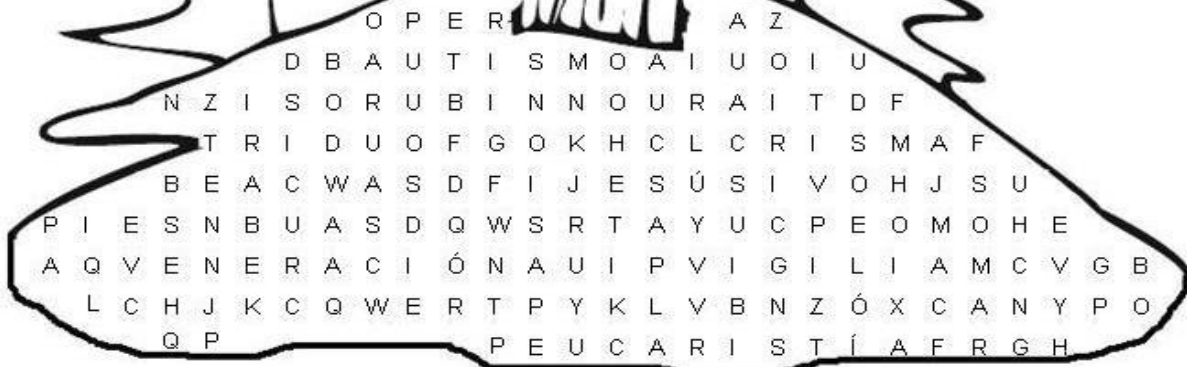 O P E R A Z
D B A U T I S M O A I U O I U
N Z I S O R U B I N N O U R A I T D F
T R I D U O F G O K H C L C R I S M A F
B E A C W A S D F I J E S Ú S I V O H J S U
P I E S N B U A S D Q W S R T A Y U C P E O M O H E
A Q V E N E R A C I Ó N A U I P V I G I L I A M C V G B
L C H J K C Q W E R T P Y K L V B N Z Ó X C A N Y P O
Q P P E U C A R I S T Í A F R G H